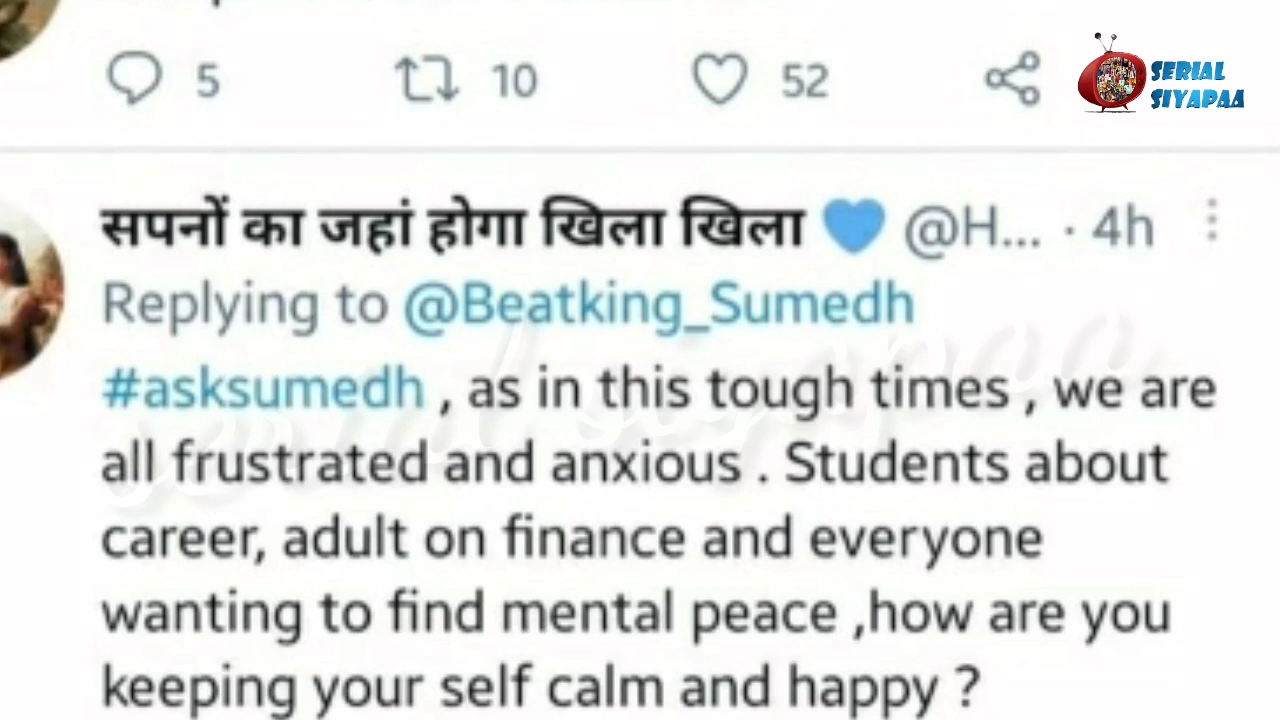 5 10 52
SERIAL
SIYAPAA
सपनों का जहां होगा खिला खिला 💙 @H... · 4h
Replying to @Beatking_Sumedh
#asksumedh , as in this tough times , we are
all frustrated and anxious . Students about
career, adult on finance and everyone
wanting to find mental peace ,how are you
keeping your self calm and happy ?
serial siyapaa